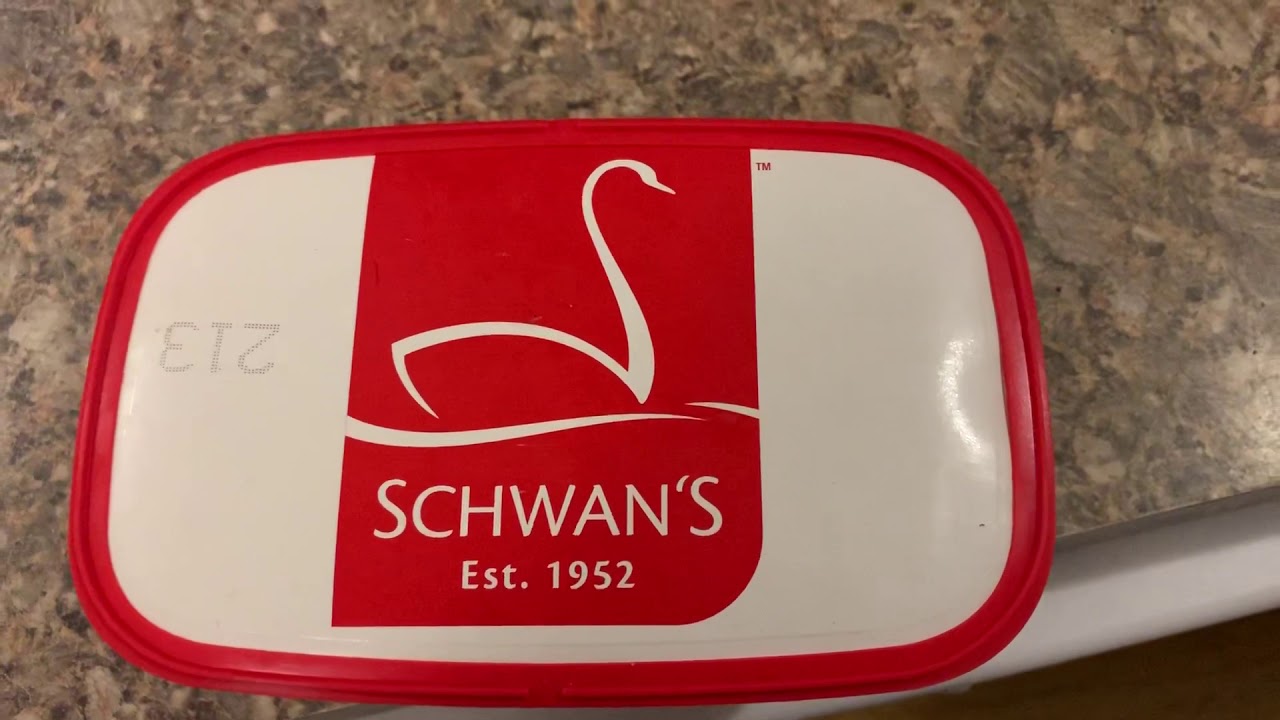 TM
SCHWAN'S
Est. 1952
213